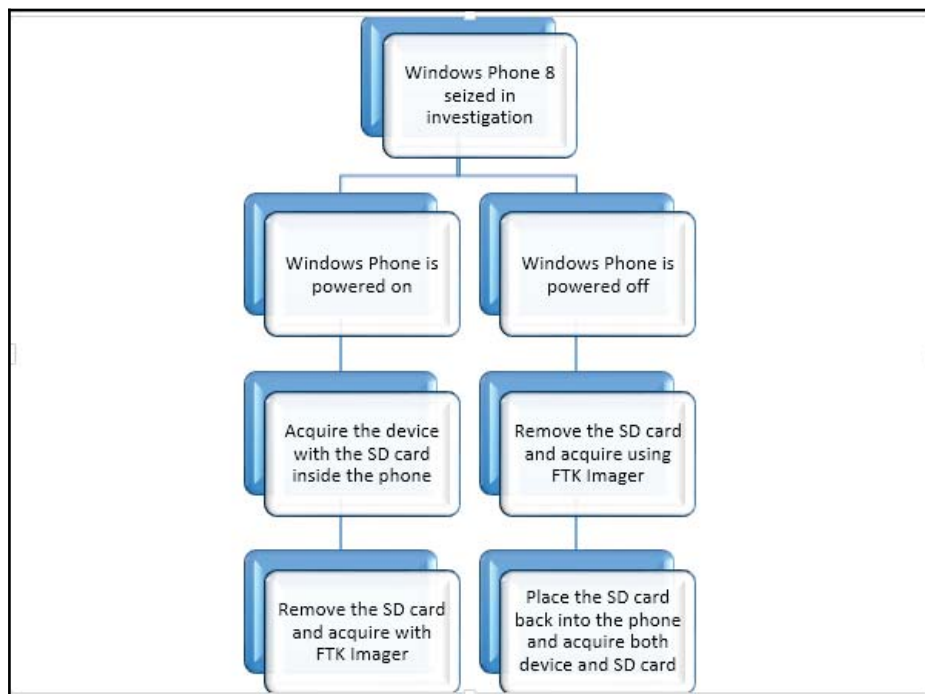 Windows Phone 8
seized in
investigation
Windows Phone is
powered on
Windows Phone is
powered off
Acquire the device
with the SD card
inside the phone
Remove the SD card
and acquire using
FTK Imager
Remove the SD card
and acquire with
FTK Imager
Place the SD card
back into the phone
and acquire both
device and SD card